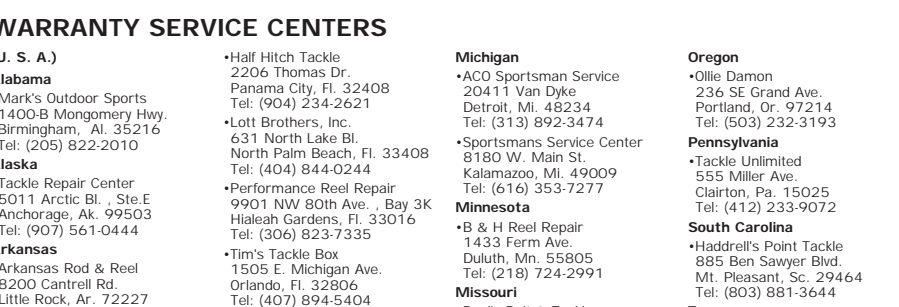 WARRANTY SERVICE CENTERS
U. S. A.)
labama
Mark's Outdoor Sports
1400-B Mongomery Hwy.
Birmingham, Al. 35216
Tel: (205) 822-2010
laska
Tackle Repair Center
5011 Arctic Bl. , Ste.E
Anchorage, Ak. 99503
Tel: (907) 561-0444
rkansas
Arkansas Rod & Reel
8200 Cantrell Rd.
Little Rock, Ar. 72227
•Half Hitch Tackle
2206 Thomas Dr.
Panama City, Fl. 32408
Tel: (904) 234-2621
•Lott Brothers, Inc.
631 North Lake Bl.
North Palm Beach, Fl. 33408
Tel: (404) 844-0244
•Performance Reel Repair
9901 NW 80th Ave. , Bay 3K
Hialeah Gardens, Fl. 33016
Tel: (306) 823-7335
•Tim's Tackle Box
1505 E. Michigan Ave.
Orlando, Fl. 32806
Tel: (407) 894-5404
Michigan
•ACO Sportsman Service
20411 Van Dyke
Detroit, Mi. 48234
Tel: (313) 892-3474
•Sportsmans Service Center
8180 W. Main St.
Kalamazoo, Mi. 49009
Tel: (616) 353-7277
Minnesota
•B & H Reel Repair
1433 Ferm Ave.
Duluth, Mn. 55805
Tel: (218) 724-2991
Missouri
Oregon
•Ollie Damon
236 SE Grand Ave.
Portland, Or. 97214
Tel: (503) 232-3193
Pennsylvania
•Tackle Unlimited
555 Miller Ave.
Clairton, Pa. 15025
Tel: (412) 233-9072
South Carolina
•Haddrell's Point Tackle
885 Ben Sawyer Blvd.
Mt. Pleasant, Sc. 29464
Tel: (803) 881-3644